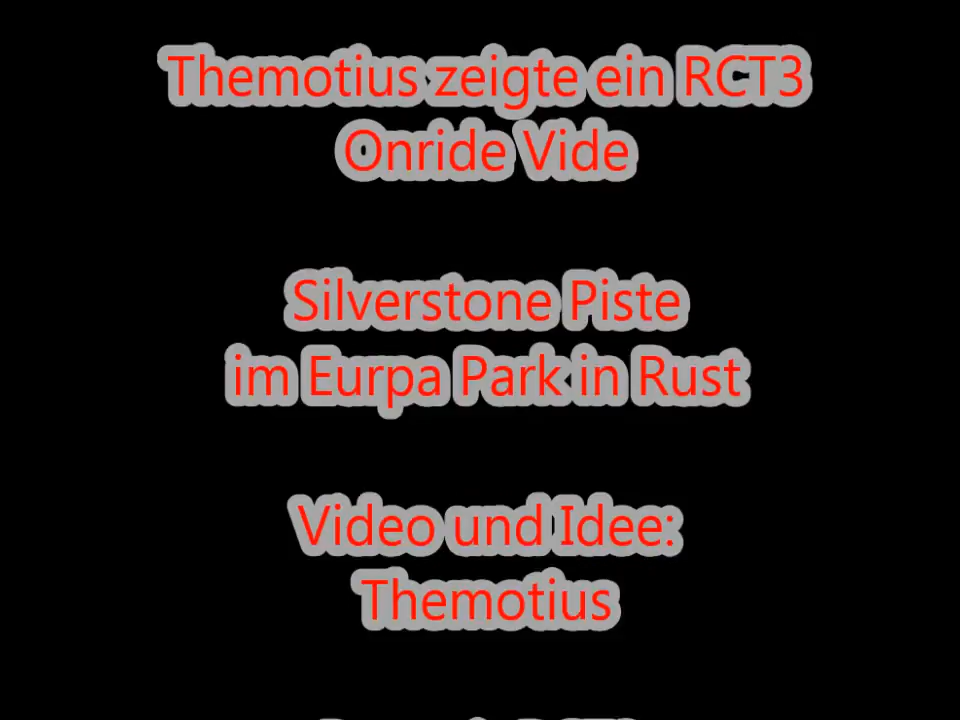 Themotius zeigte ein RCT3
Onride Vide
Silverstone Piste
im Eurpa Park in Rust
Video und Idee:
Themotius